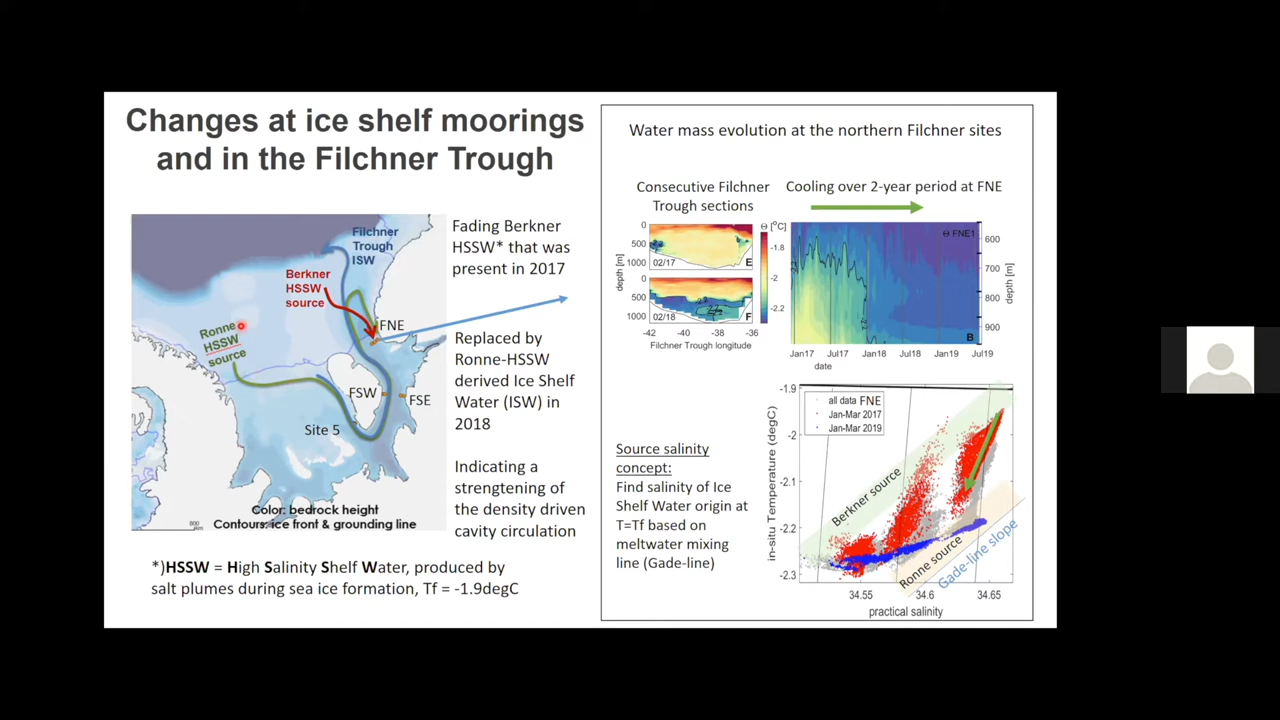 Changes at ice shelf moorings
and in the Filchner Trough
Filchner
Trough
ISW
Berkner
HSSW
source
Ronne
HSSW
source
FNE
FSW
FSE
Site 5
800
km
Color: bedrock height
Contours: ice front & grounding line
Fading Berkner
HSSW* that was
present in 2017
Replaced by
Ronne-HSSW
derived Ice Shelf
Water (ISW) in
2018
Indicating a
strengtening of
the density driven
cavity circulation
*)HSSW = High Salinity Shelf Water, produced by
salt plumes during sea ice formation, Tf = -1.9degC
Water mass evolution at the northern Filchner sites
Consecutive Filchner
Trough sections
Cooling over 2-year period at FNE
0
500
1000
02/17
E
0
500
1000
02/18
F
depth [m]
-42
-40
-38
-36
Filchner Trough longitude
Θ [°C]
-1.8
-2
-2.2
Θ FNE1
600
700
800
900
B
depth [m]
Jan17
Jul17
Jan18
Jul18
Jan19
Jul19
date
Source salinity
concept:
Find salinity of Ice
Shelf Water origin at
T=Tf based on
meltwater mixing
line (Gade-line)
all data FNE
Jan-Mar 2017
Jan-Mar 2019
-1.9
-2
-2.1
-2.2
-2.3
in-situ Temperature (degC)
Berkner source
Ronne source
Gade-line slope
34.55
34.6
34.65
practical salinity